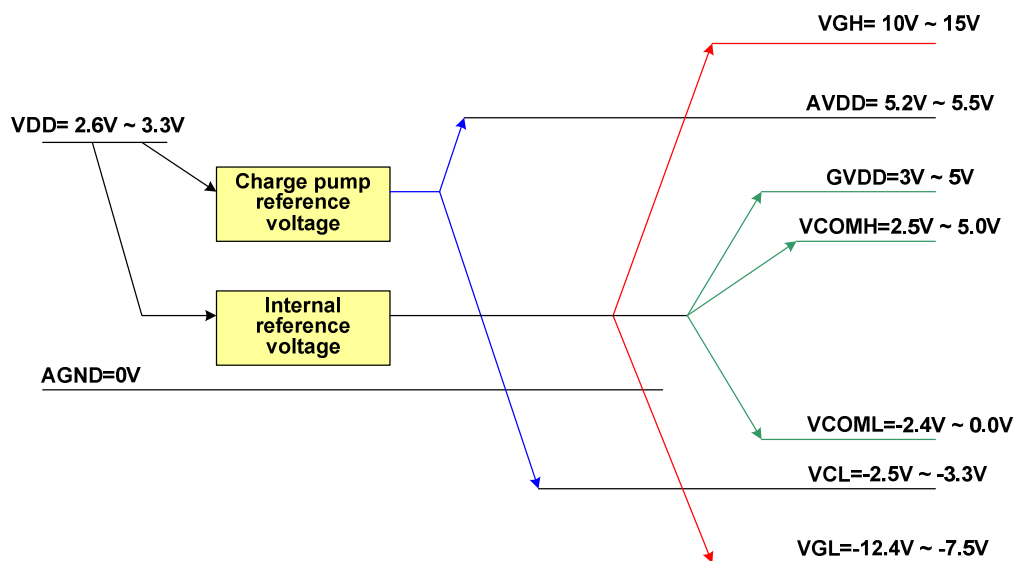 VGH= 10V ~ 15V
AVDD= 5.2V ~ 5.5V
VDD= 2.6V ~ 3.3V
Charge pump
reference
voltage
GVDD=3V ~ 5V
VCOMH=2.5V ~ 5.0V
Internal
reference
voltage
AGND=0V
VCOML=-2.4V ~ 0.0V
VCL=-2.5V ~ -3.3V
VGL=-12.4V ~ -7.5V